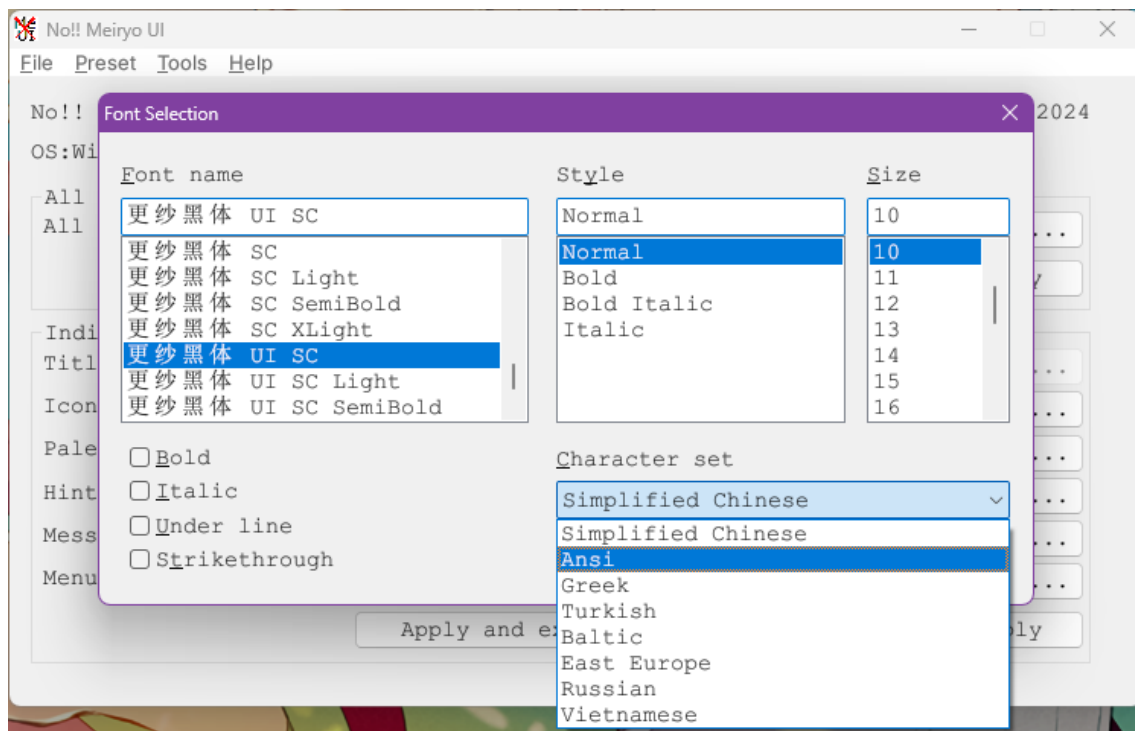 No!! Meiryo UI
File Preset Tools Help
No!!
2024
Font Selection
OS:Wi
Font name
Style
Size
All
All
更纱黑体 UI SC
Normal
10
...
更纱黑体 SC
更纱黑体 SC Light
更纱黑体 SC SemiBold
更纱黑体 SC XLight
更纱黑体 UI SC
更纱黑体 UI SC Light
更纱黑体 UI SC SemiBold
Normal
Bold
Bold Italic
Italic
10
11
12
13
14
15
16
Indi
Titl
Icon
Pale
Hint
Mess
Menu
Bold
Italic
Under line
Strikethrough
Character set
Simplified Chinese
Simplified Chinese
Ansi
Greek
Turkish
Baltic
East Europe
Russian
Vietnamese
...
...
...
...
...
...
Apply and e
ly